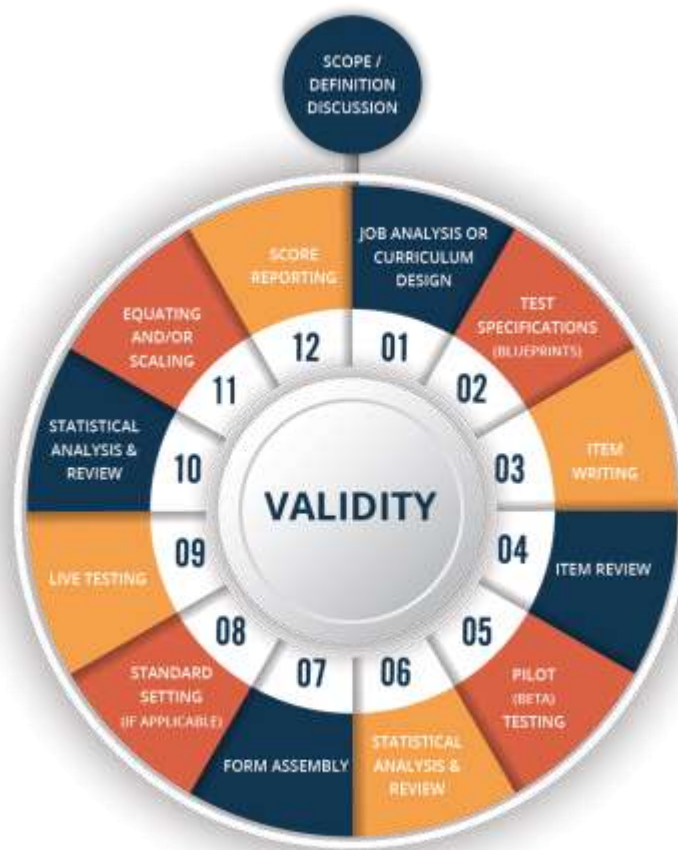 SCOPE /
DEFINITION
DISCUSSION
JOB ANALYSIS OR
CURRICULUM
DESIGN
01
TEST
SPECIFICATIONS
(BLUEPRINTS)
02
ITEM
WRITING
03
ITEM REVIEW
04
PILOT
(BETA)
TESTING
05
STATISTICAL
ANALYSIS &
REVIEW
06
FORM ASSEMBLY
07
STANDARD
SETTING
(IF APPLICABLE)
08
LIVE TESTING
09
STATISTICAL
ANALYSIS &
REVIEW
10
EQUATING
AND/OR
SCALING
11
SCORE
REPORTING
12
VALIDITY